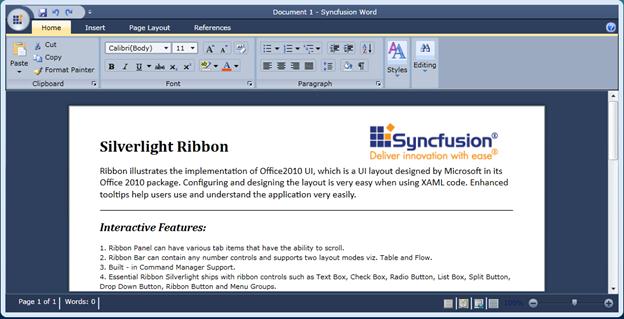 Document 1 - Syncfusion Word
Home Insert Page Layout References
Paste
Cut
Copy
Format Painter
Clipboard
Calibri(Body) 11
Font
Paragraph
Styles
Editing
Silverlight Ribbon
Syncfusion®
Deliver innovation with ease®
Ribbon illustrates the implementation of Office2010 UI, which is a UI layout designed by Microsoft in its
Office 2010 package. Configuring and designing the layout is very easy when using XAML code. Enhanced
tooltips help users use and understand the application very easily.
Interactive Features:
1. Ribbon Panel can have various tab items that have the ability to scroll.
2. Ribbon Bar can contain any number controls and supports two layout modes viz. Table and Flow.
3. Built - in Command Manager Support.
4. Essential Ribbon Silverlight ships with ribbon controls such as Text Box, Check Box, Radio Button, List Box, Split Button,
Drop Down Button, Ribbon Button and Menu Groups.
Page 1 of 1 Words: 0 100%